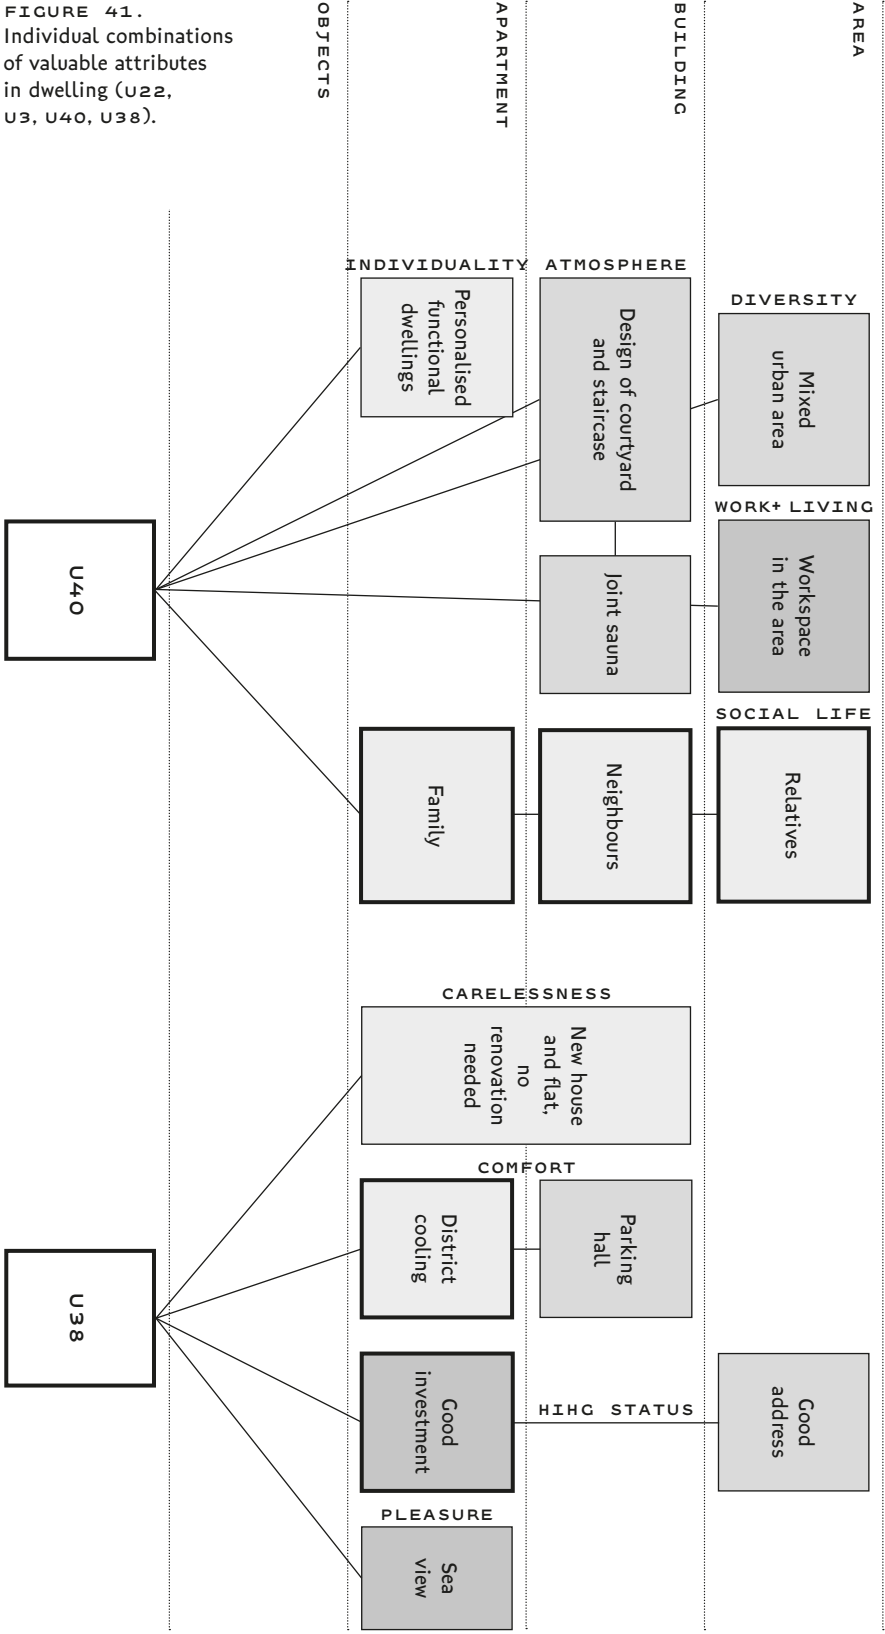 FIGURE 41.
Individual combinations
of valuable attributes
in dwelling (U22,
U3, U40, U38).
OBJECTS
APARTMENT
BUILDING
AREA
INDIVIDUALITY
Personalised
functional
dwellings
ATMOSPHERE
Design of courtyard
and staircase
DIVERSITY
Mixed
urban area
WORK+ LIVING
Workspace
in the area
Joint sauna
U40
SOCIAL LIFE
Family
Neighbours
Relatives
CARELESSNESS
New house
and flat,
no
renovation
needed
COMFORT
District
cooling
Parking
hall
U38
Good
investment
HIHG STATUS
Good
address
PLEASURE
Sea
view